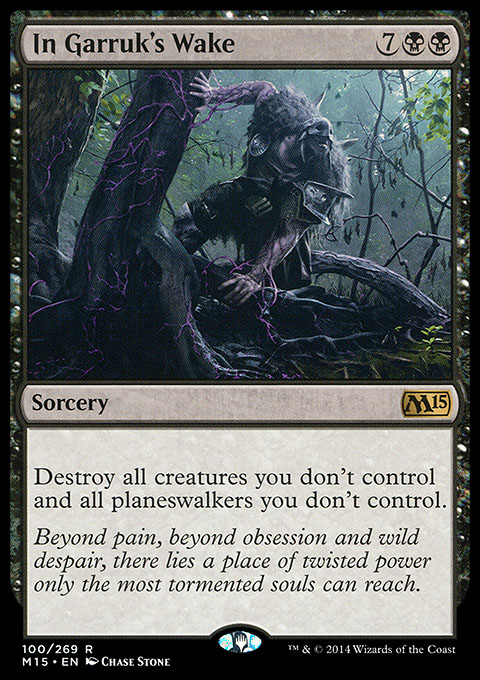 In Garruk's Wake 7
Sorcery M15
Destroy all creatures you don't control
and all planeswalkers you don't control.
Beyond pain, beyond obsession and wild
despair, there lies a place of twisted power
only the most tormented souls can reach.
100/269 R
M15 • EN Chase Stone
™ & © 2014 Wizards of the Coast